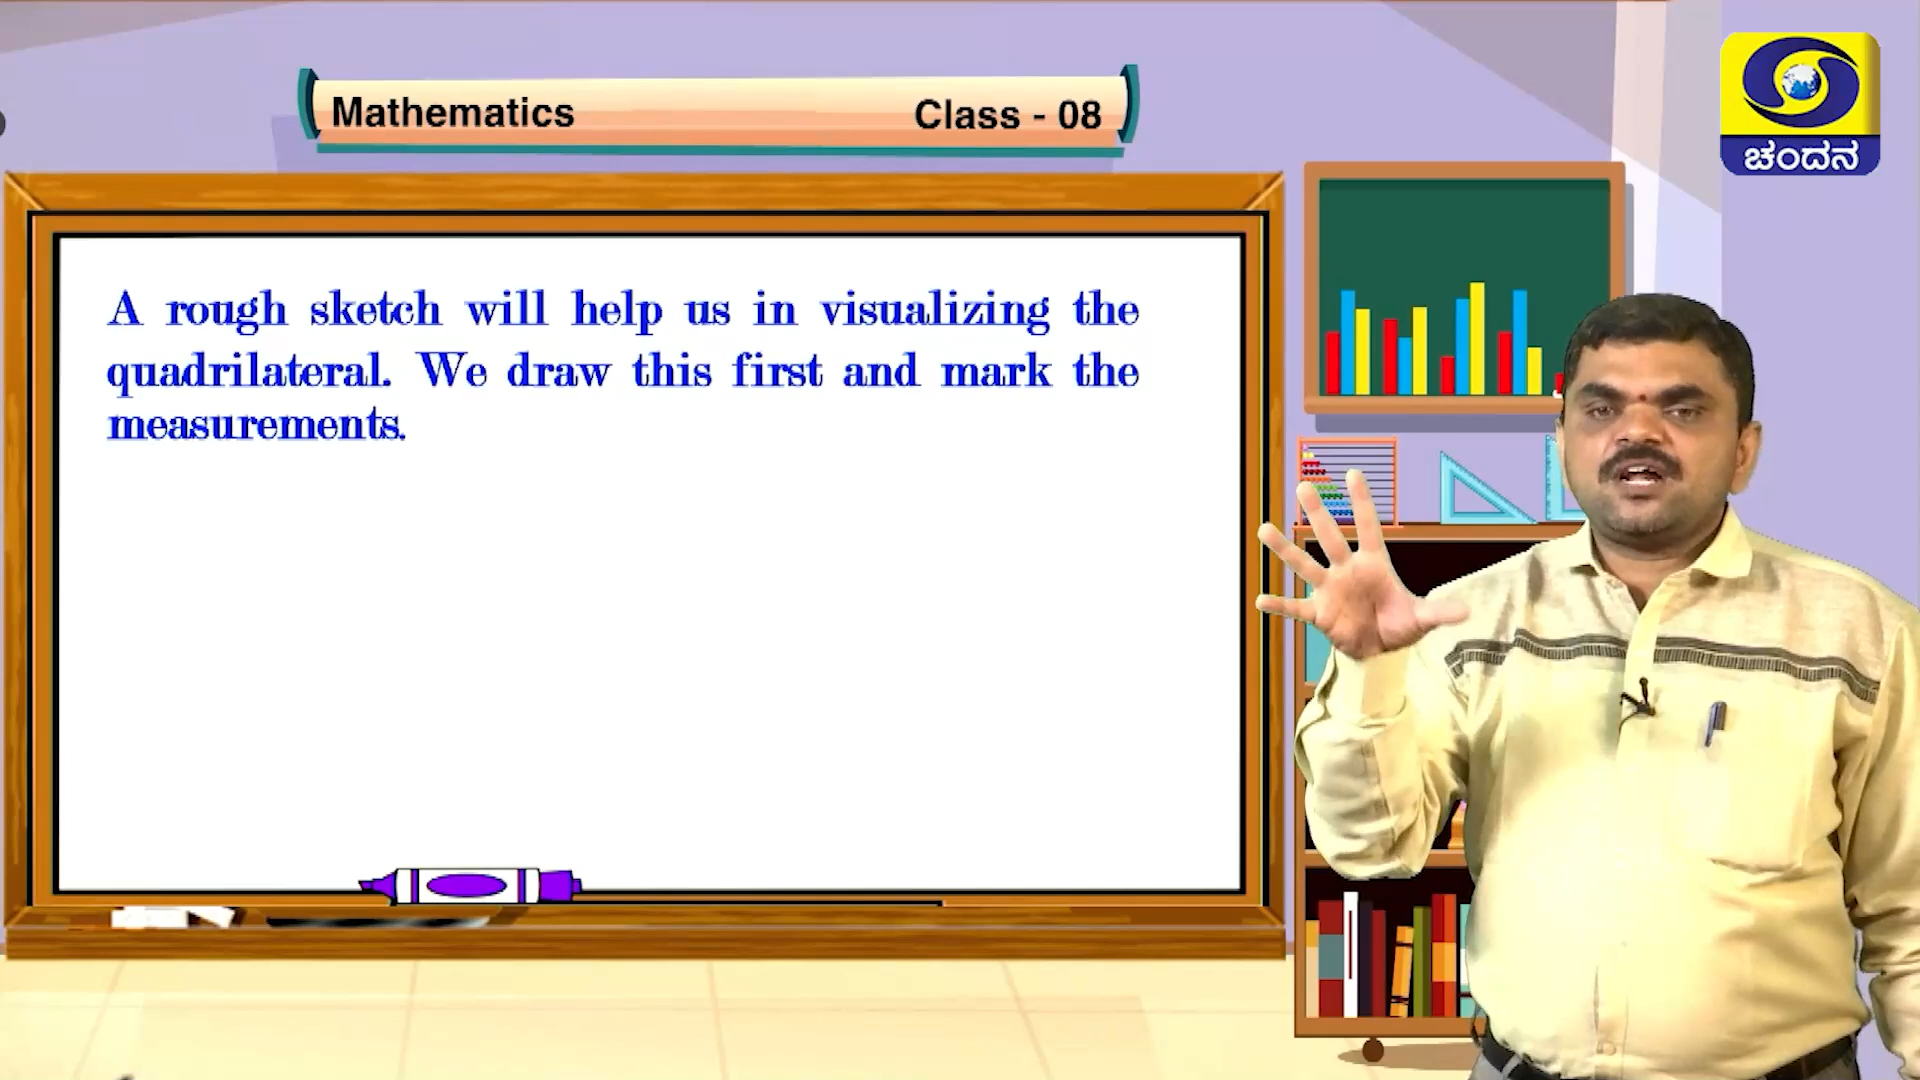 Mathematics
Class - 08
ಚಂದನ
A rough sketch will help us in visualizing the
quadrilateral. We draw this first and mark the
measurements.